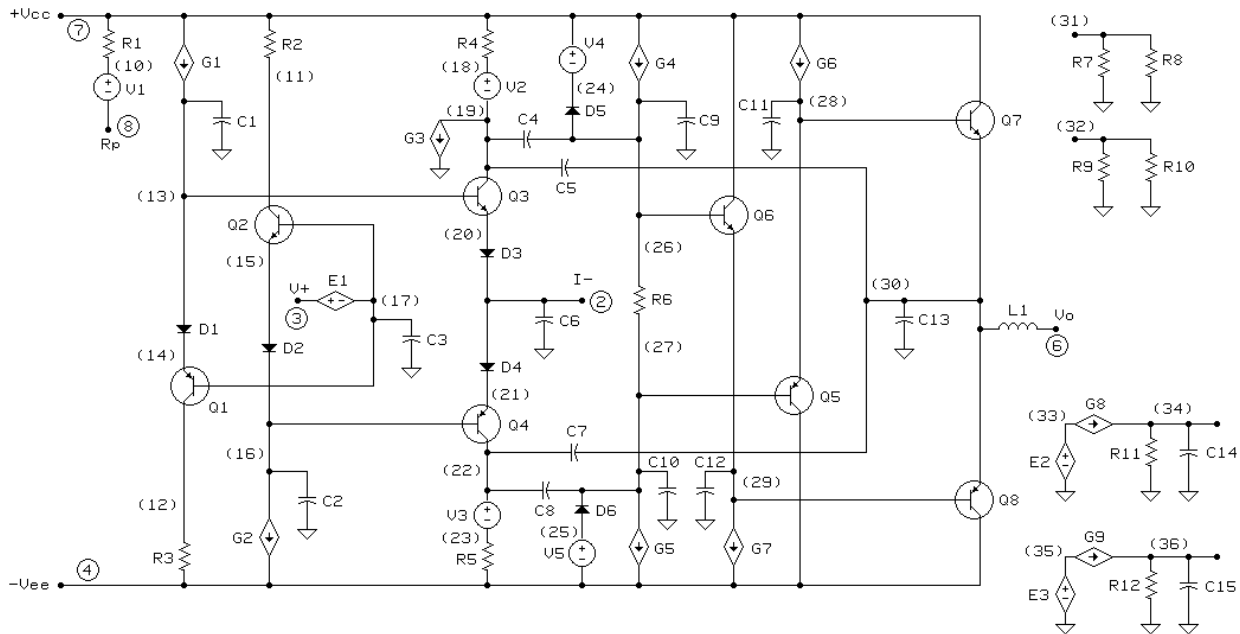 +Vcc
7
R1
(10)
V1
8
Rp
G1
C1
R2
(11)
R4
(18)
V2
(19)
G3
C4
V4
(24)
D5
G4
C9
G6
C11
(28)
Q7
(31)
R7
R8
(32)
R9
R10
(13)
Q2
(15)
Q3
C5
(20)
D3
Q6
(26)
V+
3
E1
(17)
I-
2
C6
R6
(30)
C13
L1
Vo
6
D1
(14)
D2
C3
D4
(27)
Q1
(21)
Q5
Q4
C7
(16)
C2
(22)
C10
C12
(29)
Q8
(33)
G8
(34)
E2
R11
C14
(12)
V3
C8
D6
(23)
(25)
V5
R3
G2
R5
G5
G7
(35)
G9
(36)
E3
R12
C15
-Vee
4